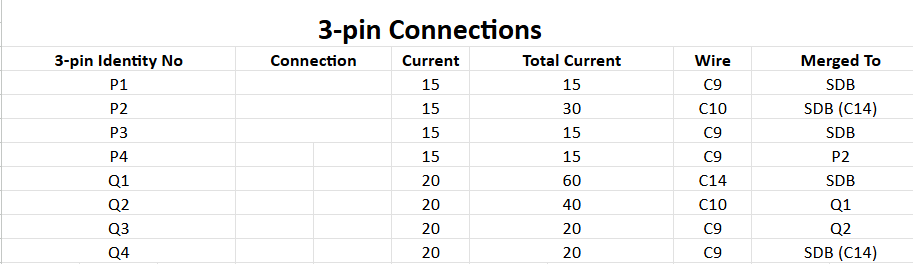 3-pin Connections
3-pin Identity No Connection Current Total Current Wire Merged To
P1 15 15 C9 SDB
P2 15 30 C10 SDB (C14)
P3 15 15 C9 SDB
P4 15 15 C9 P2
Q1 20 60 C14 SDB
Q2 20 40 C10 Q1
Q3 20 20 C9 Q2
Q4 20 20 C9 SDB (C14)